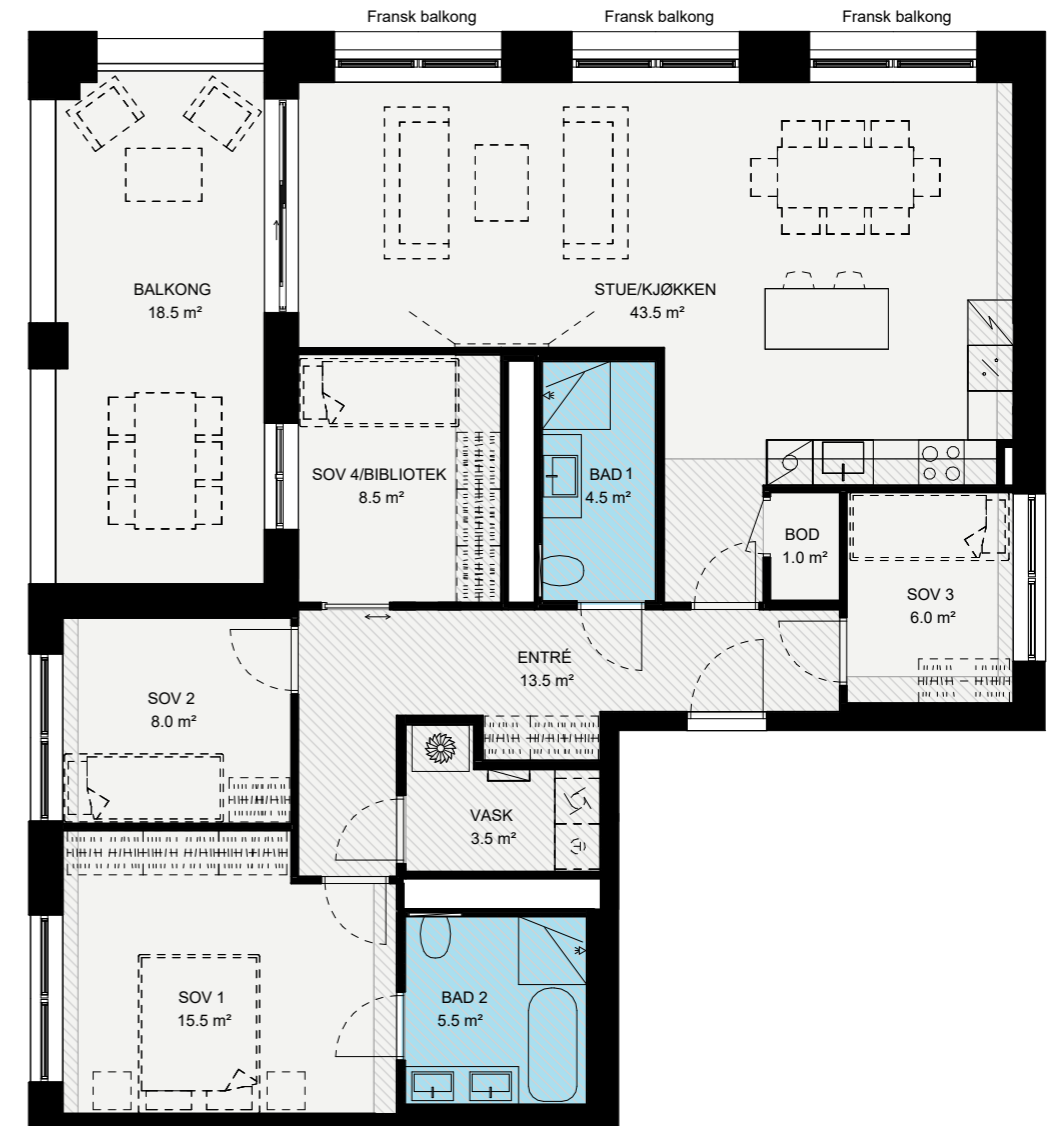 Fransk balkong
Fransk balkong
Fransk balkong
BALKONG
18.5 m²
STUE/KJØKKEN
43.5 m²
SOV 4/BIBLIOTEK
8.5 m²
BAD 1
4.5 m²
BOD
1.0 m²
SOV 3
6.0 m²
ENTRÉ
13.5 m²
SOV 2
8.0 m²
VASK
3.5 m²
SOV 1
15.5 m²
BAD 2
5.5 m²